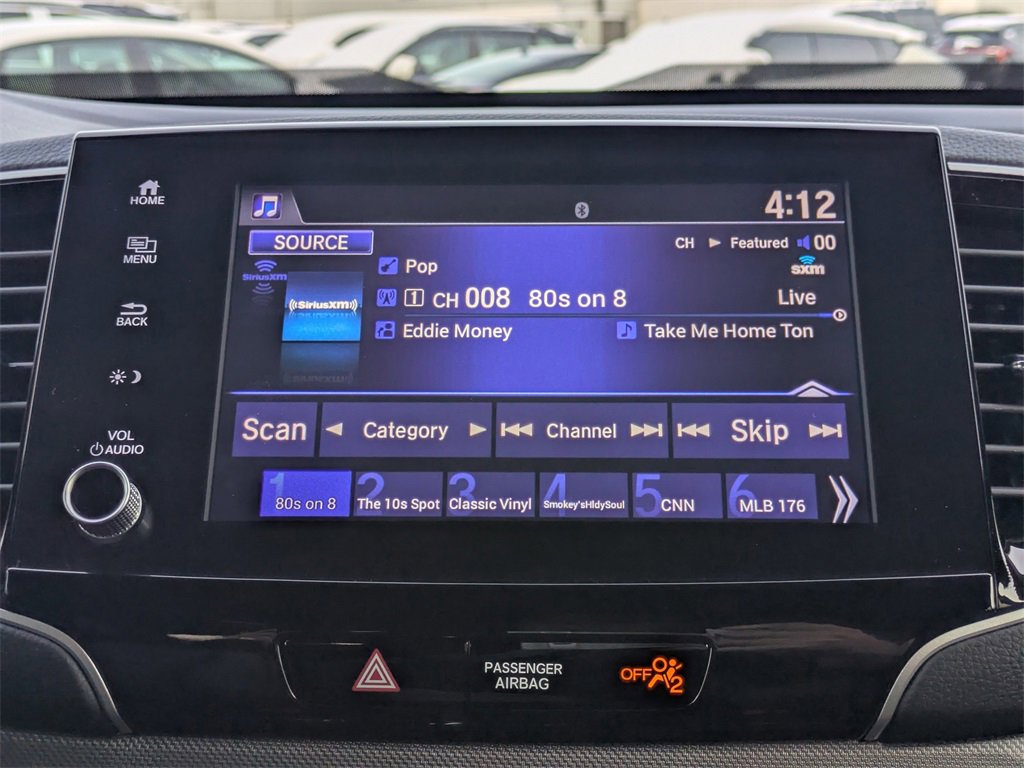 HOME
MENU
BACK
VOL
AUDIO
4:12
SOURCE
CH Featured 00
SiriusXM
sxm
Pop
((SiriusXM))
1 CH 008 80s on 8 Live
Eddie Money Take Me Home Ton
Scan Category Channel Skip
1 80s on 8
2 The 10s Spot
3 Classic Vinyl
4 Smokey'sHldySoul
5 CNN
6 MLB 176
PASSENGER
AIRBAG
OFF 2